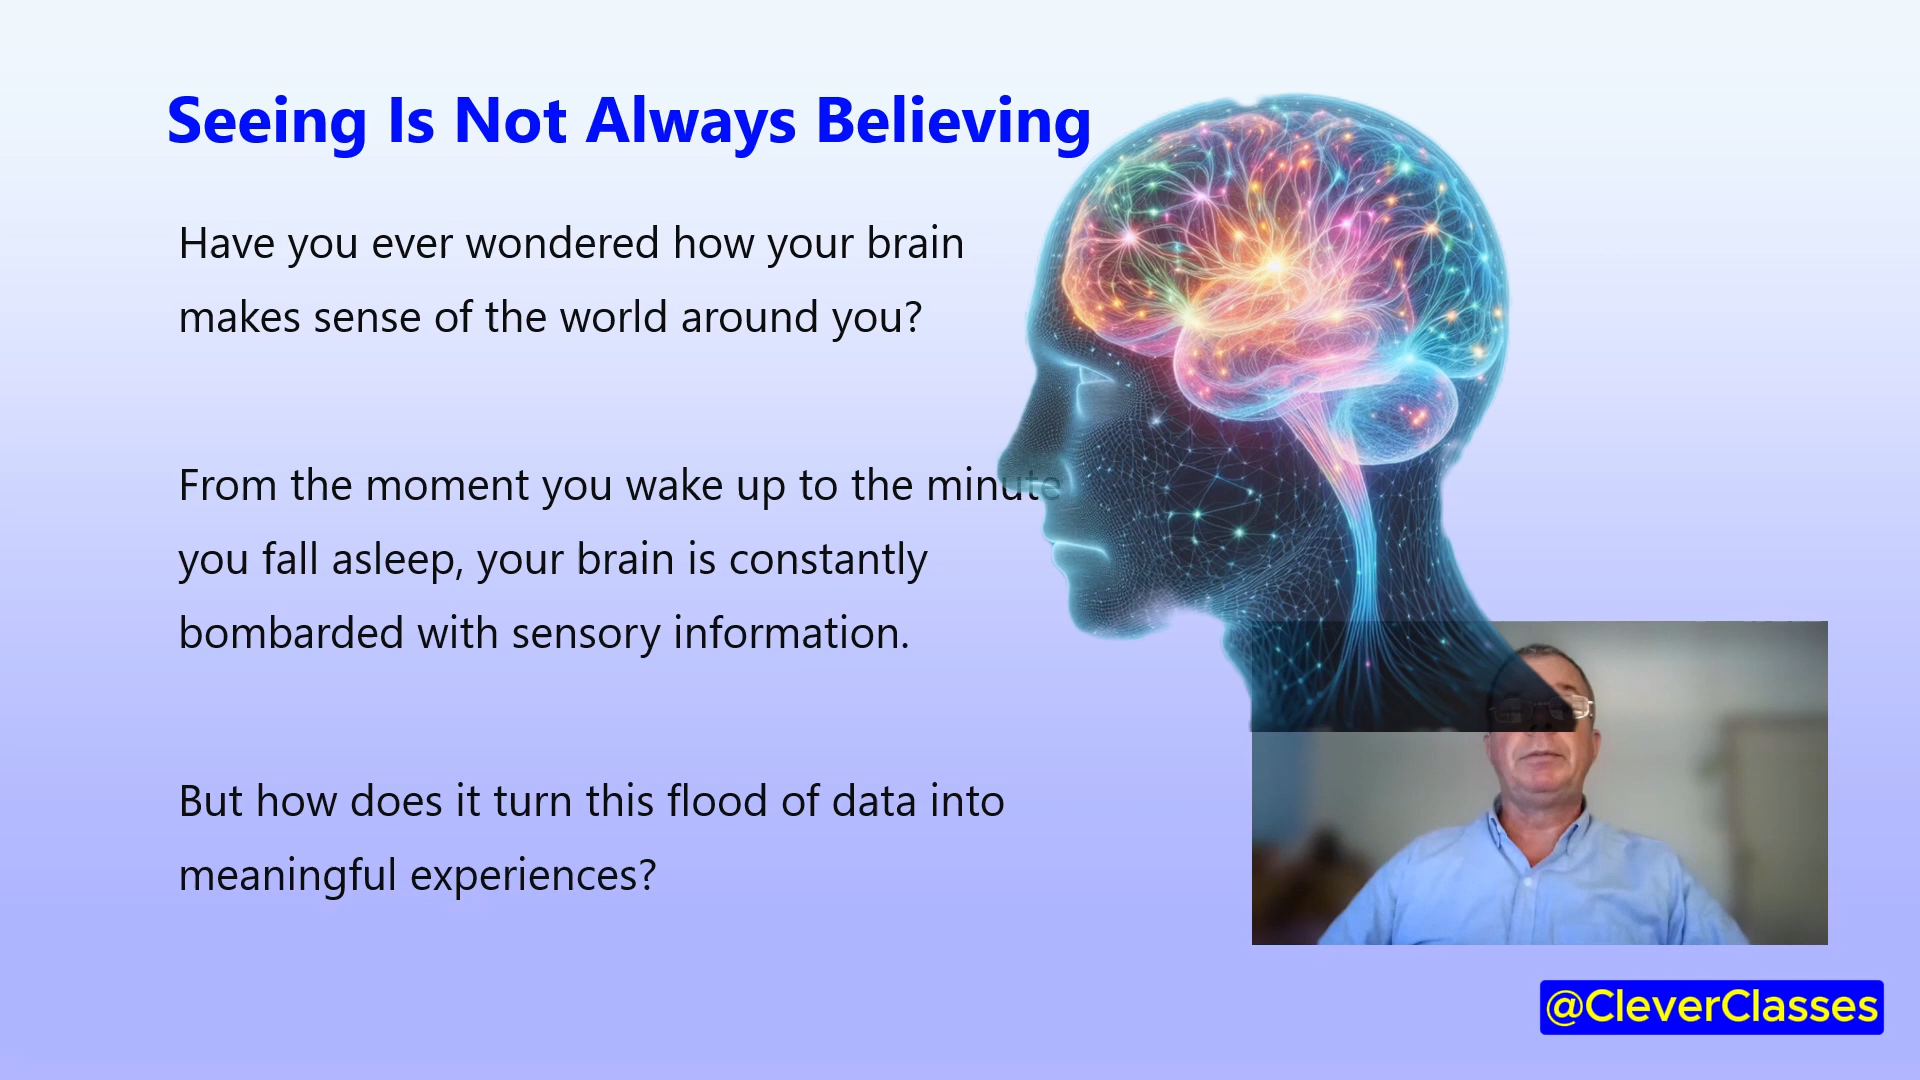 Seeing Is Not Always Believing
Have you ever wondered how your brain
makes sense of the world around you?
From the moment you wake up to the minute
you fall asleep, your brain is constantly
bombarded with sensory information.
But how does it turn this flood of data into
meaningful experiences?
@CleverClasses